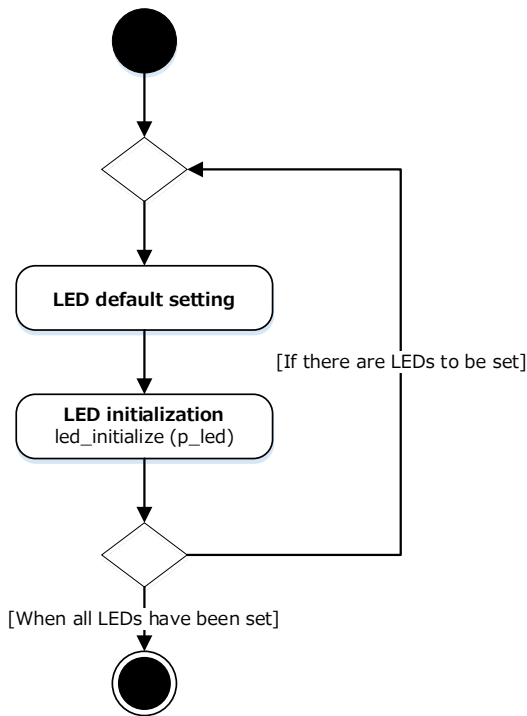 LED default setting
[If there are LEDs to be set]
LED initialization
led_initialize (p_led)
[When all LEDs have been set]